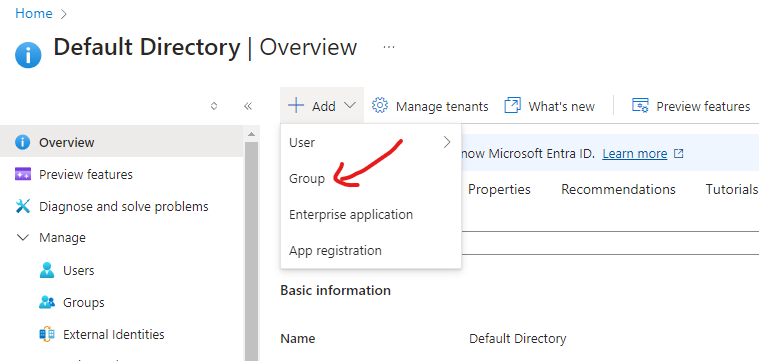 Home >
Default Directory | Overview ...
+ Add Manage tenants What's new Preview features
Overview
Preview features
Diagnose and solve problems
Manage
Users
Groups
External Identities
User >
Group
Enterprise application
App registration
now Microsoft Entra ID. Learn more
Properties Recommendations Tutorials
Basic information
Name Default Directory